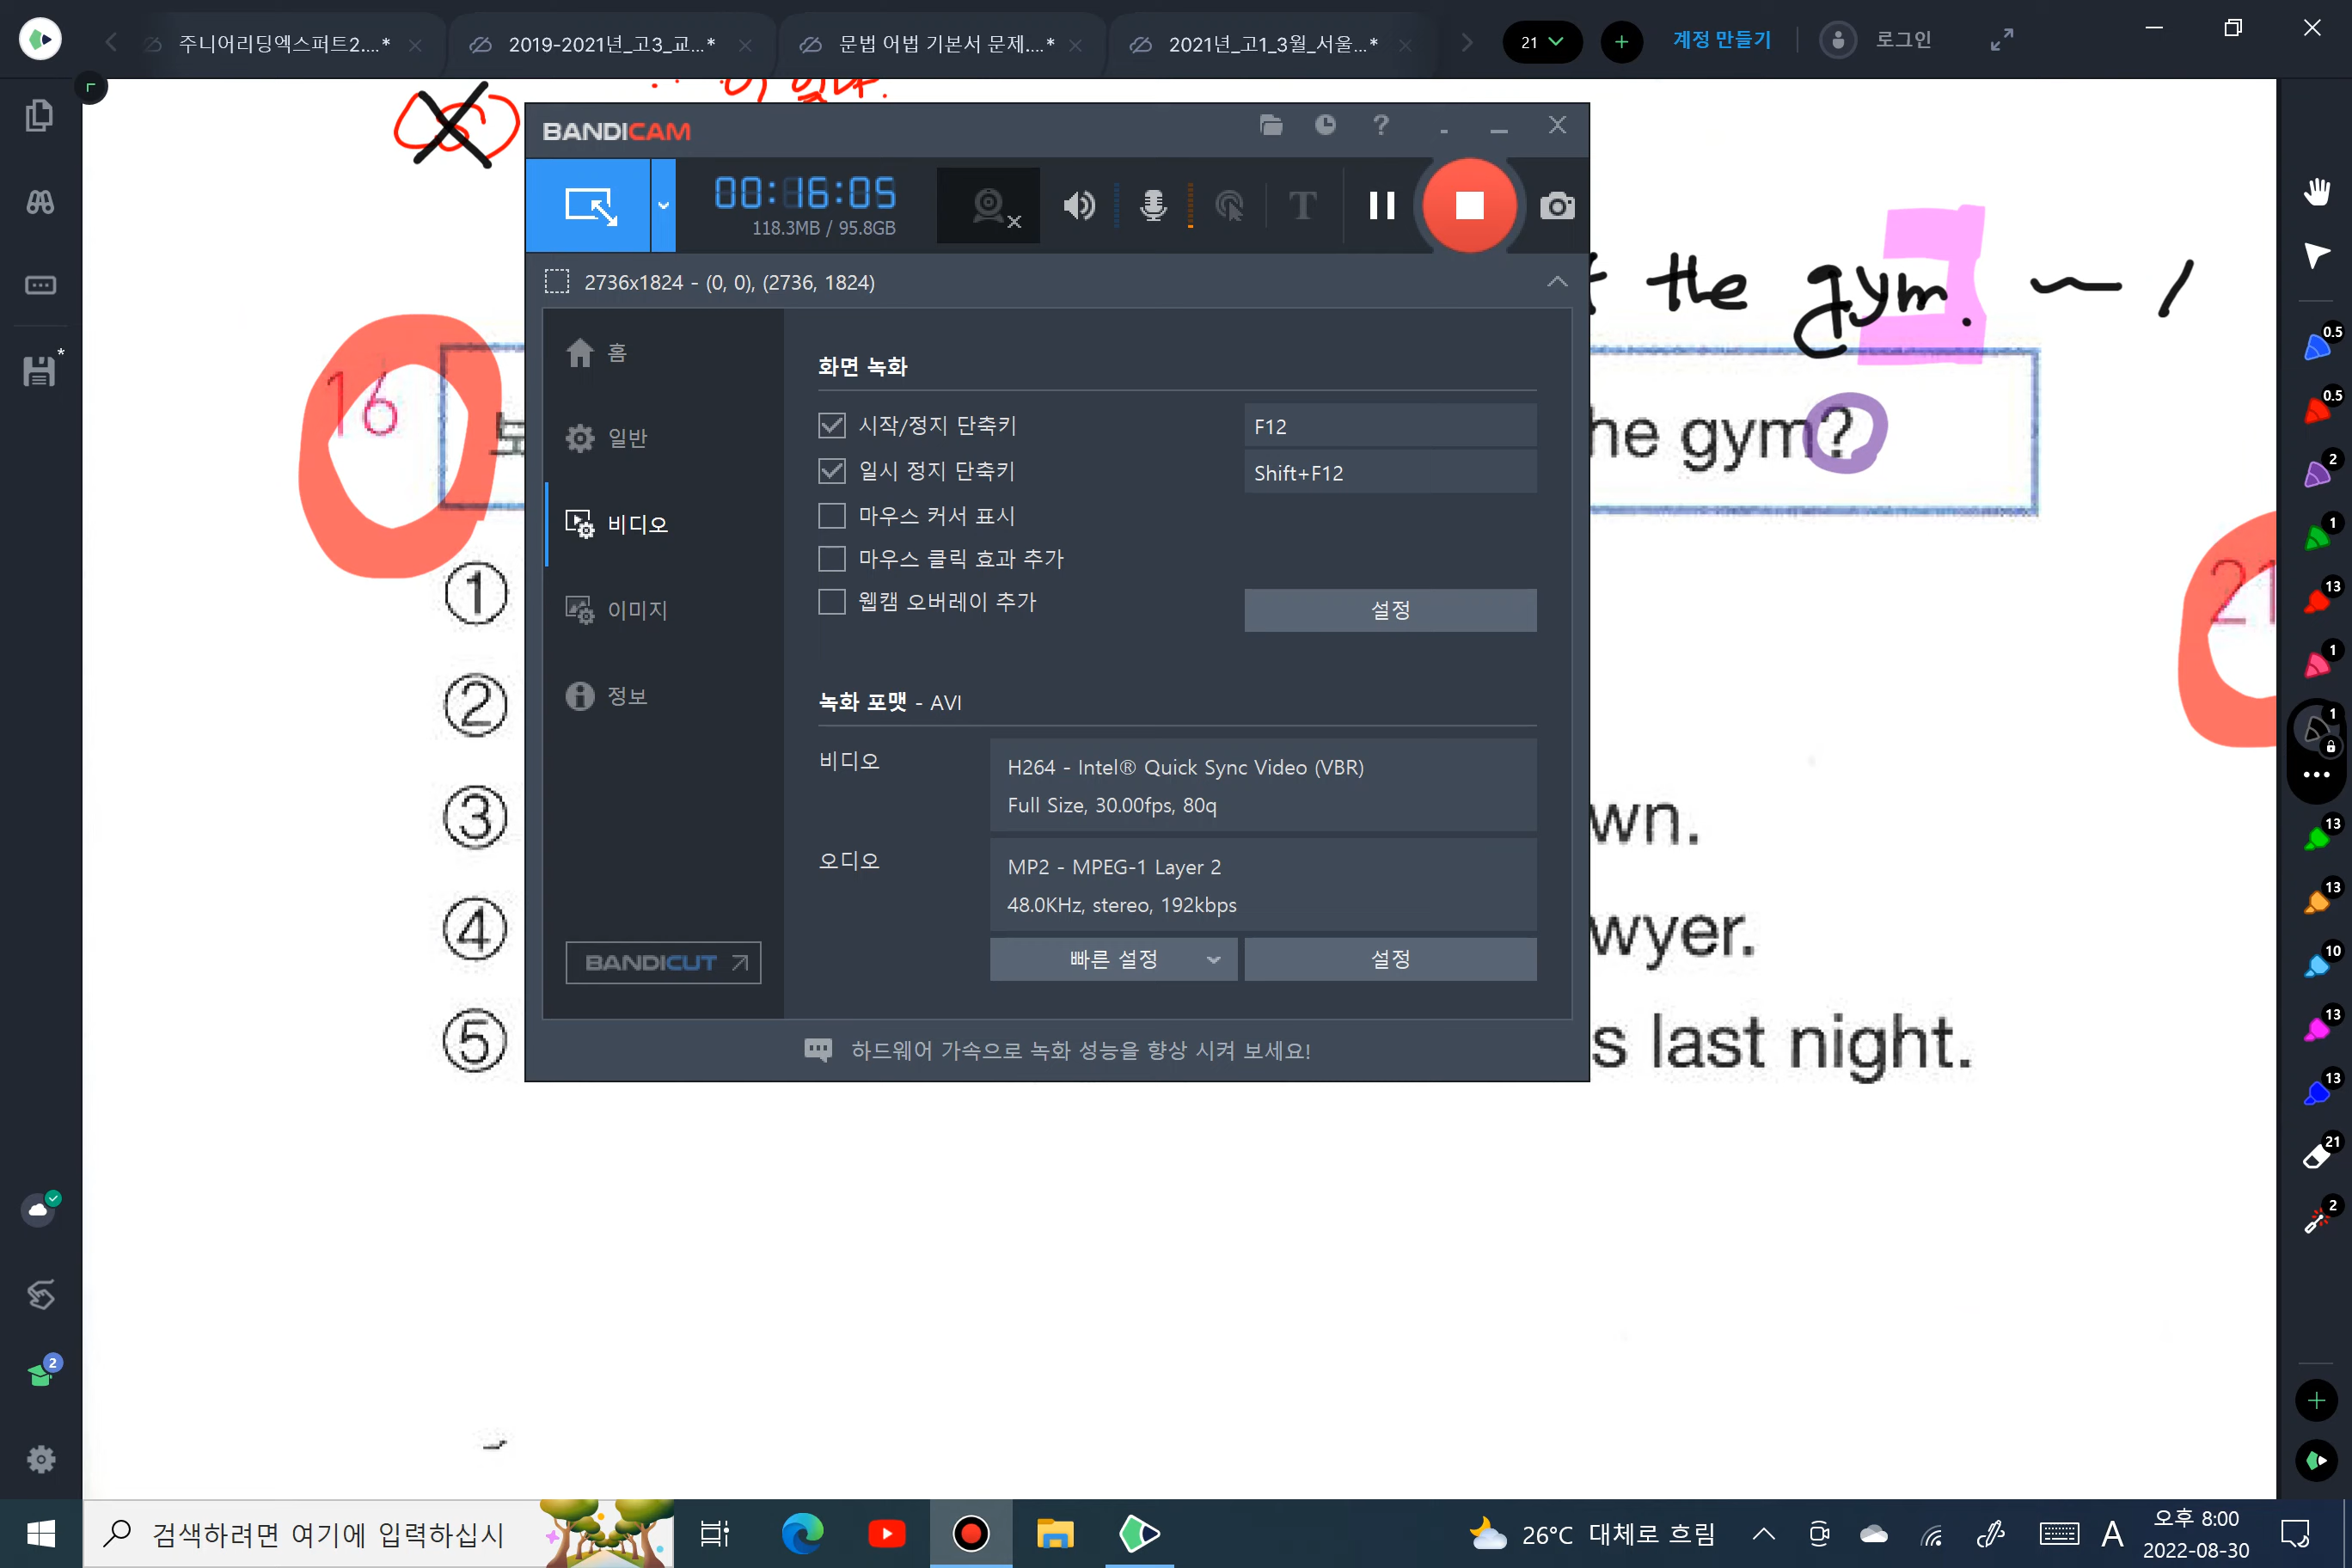 주니어리딩엑스퍼트2....*
2019-2021년_고3_교...*
문법 어법 기본서 문제....*
2021년_고1_3월_서울...*
21
계정 만들기
로그인
BANDICAM
00:16:05
118.3MB / 95.8GB
2736x1824 - (0, 0), (2736, 1824)
홈
일반
비디오
이미지
정보
BANDICUT
화면 녹화
시작/정지 단축키
F12
일시 정지 단축키
Shift+F12
마우스 커서 표시
마우스 클릭 효과 추가
웹캠 오버레이 추가
설정
녹화 포맷 - AVI
비디오
H264 - Intel® Quick Sync Video (VBR)
Full Size, 30.00fps, 80q
오디오
MP2 - MPEG-1 Layer 2
48.0KHz, stereo, 192kbps
빠른 설정
설정
하드웨어 가속으로 녹화 성능을 향상 시켜 보세요!
the gym.
16
he gym?
21
①
②
③
wn.
④
wyer.
⑤
s last night.
0.5
0.5
2
1
13
1
1
13
13
10
13
13
21
2
2
검색하려면 여기에 입력하십시
26°C 대체로 흐림
A
오후 8:00
2022-08-30